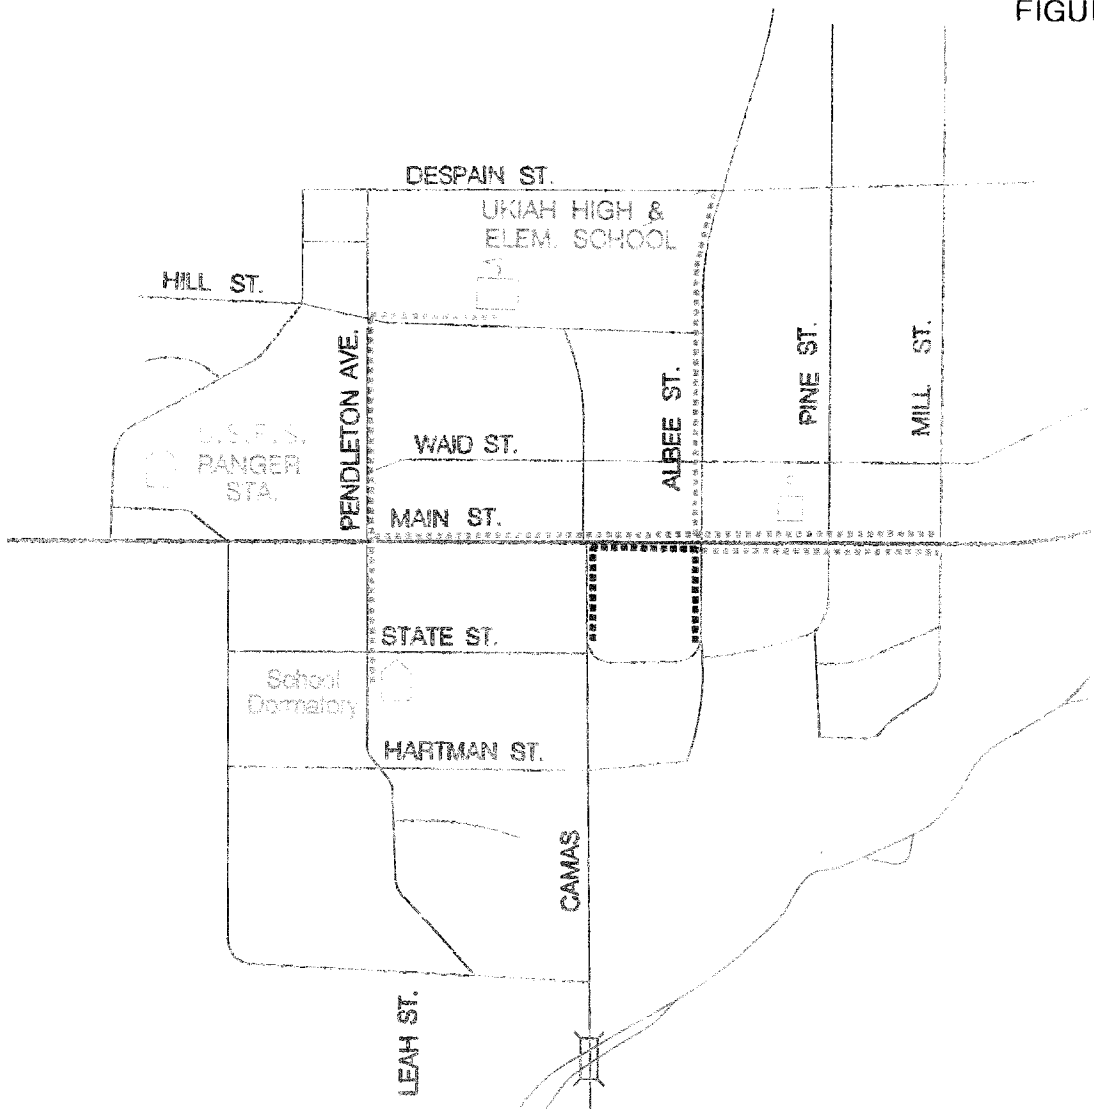 FIGU
DESPAIN ST.
UKIAH HIGH &
ELEM. SCHOOL
HILL ST.
PENDLETON AVE.
ALBEE ST.
PINE ST.
MILL ST.
WAID ST.
U.S.F.S.
RANGER
STA.
MAIN ST.
STATE ST.
School
Dormatory
HARTMAN ST.
CAMAS
LEAH ST.